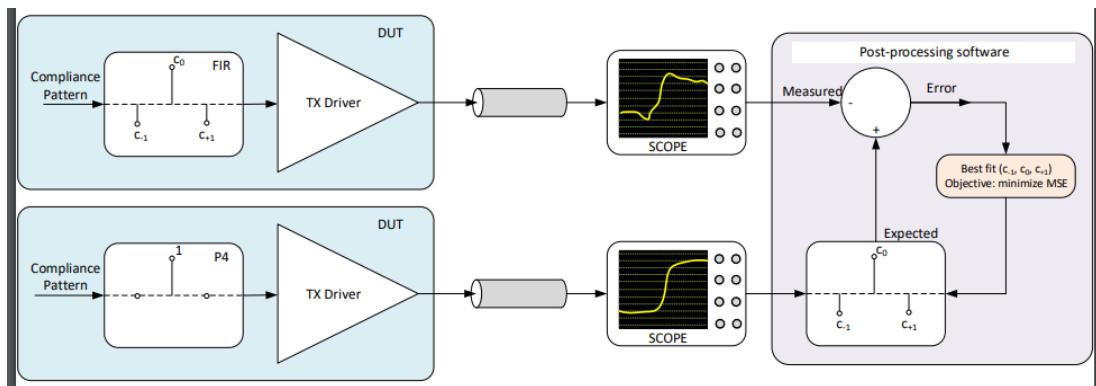 DUT
FIR
c0
Compliance
Pattern
c-1
c+1
TX Driver
SCOPE
Post-processing software
Measured
-
+
Error
Best fit (c-1, c0, c+1)
Objective: minimize MSE
DUT
P4
1
Compliance
Pattern
TX Driver
SCOPE
Expected
c0
c-1
c+1